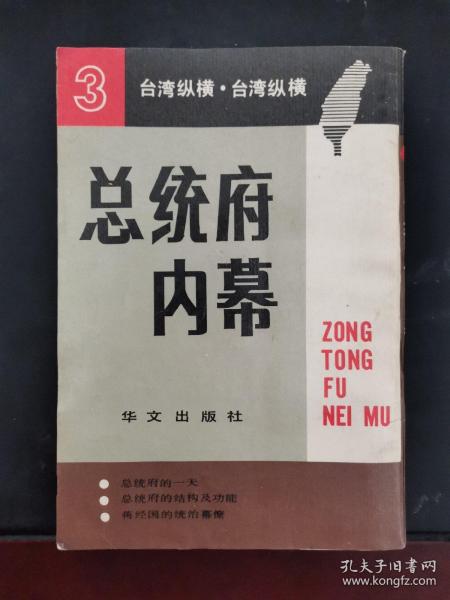 3
台湾纵横·台湾纵横
总统府
内幕
ZONG
TONG
FU
NEI MU
华文出版社
● 总统府的一天
● 总统府的结构及功能
● 蒋经国的统治幕僚
孔夫子旧书网
www.kongfz.com